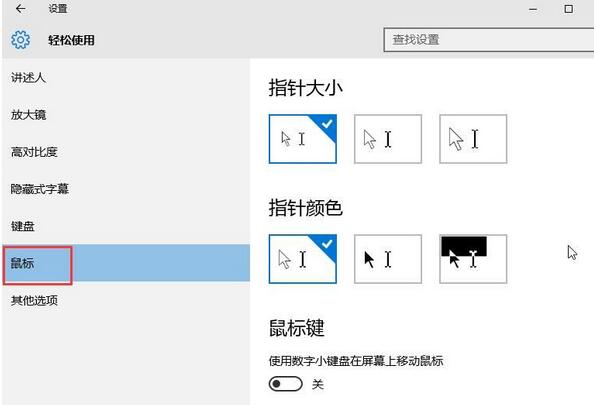 设置
轻松使用
查找设置
讲述人
放大镜
高对比度
隐藏式字幕
键盘
鼠标
其他选项
指针大小
指针颜色
鼠标键
使用数字小键盘在屏幕上移动鼠标
关